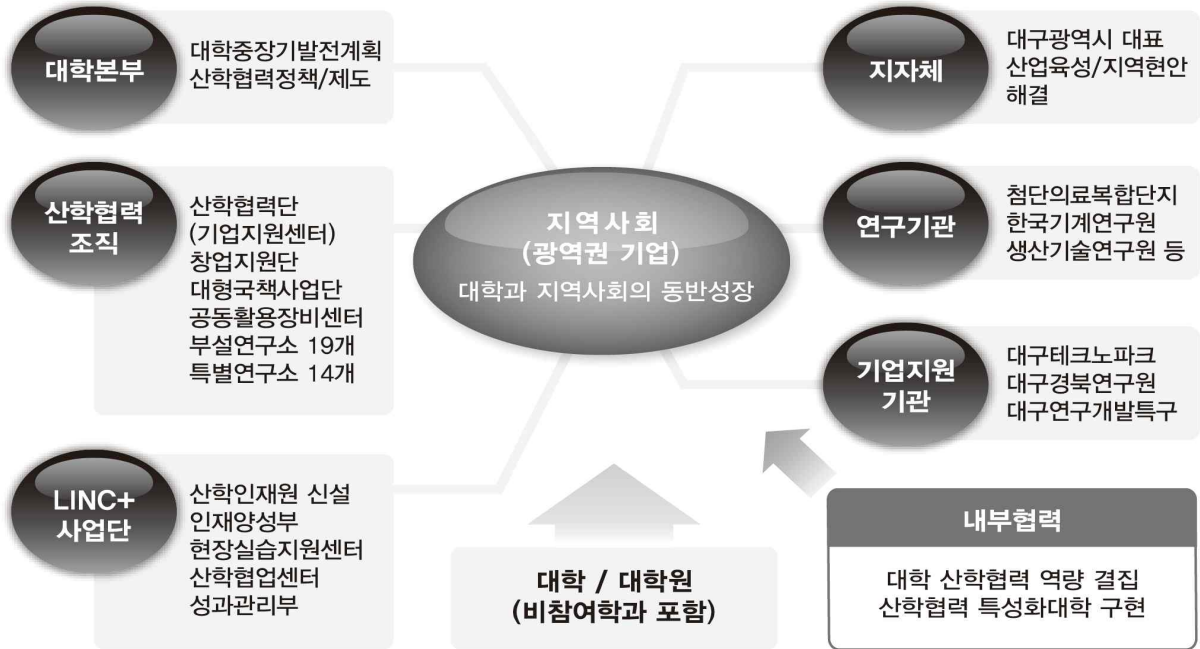 대학본부
대학중장기발전계획
산학협력정책/제도
산학협력
조직
산학협력단
(기업지원센터)
창업지원단
대형국책사업단
공동활용장비센터
부설연구소 19개
특별연구소 14개
LINC+
사업단
산학인재원 신설
인재양성부
현장실습지원센터
산학협업센터
성과관리부
지역사회
(광역권 기업)
대학과 지역사회의 동반성장
대학 / 대학원
(비참여학과 포함)
지자체
대구광역시 대표
산업육성/지역현안
해결
연구기관
첨단의료복합단지
한국기계연구원
생산기술연구원 등
기업지원
기관
대구테크노파크
대구경북연구원
대구연구개발특구
내부협력
대학 산학협력 역량 결집
산학협력 특성화대학 구현